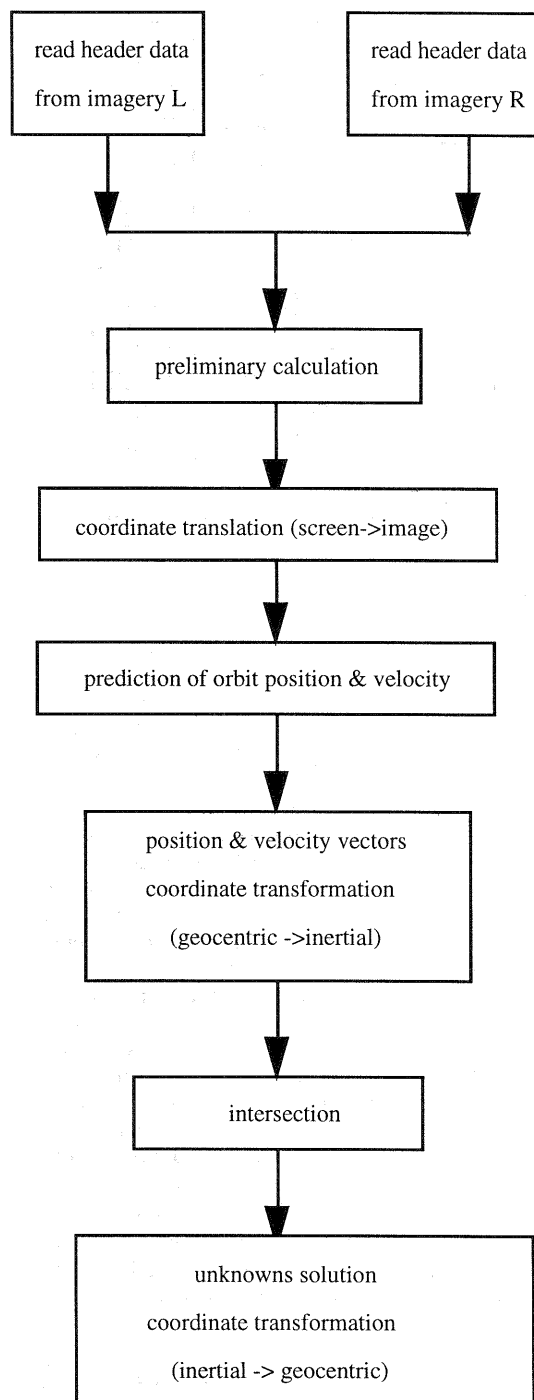 read header data
from imagery L
read header data
from imagery R
preliminary calculation
coordinate translation (screen->image)
prediction of orbit position & velocity
position & velocity vectors
coordinate transformation
(geocentric ->inertial)
intersection
unknowns solution
coordinate transformation
(inertial -> geocentric)